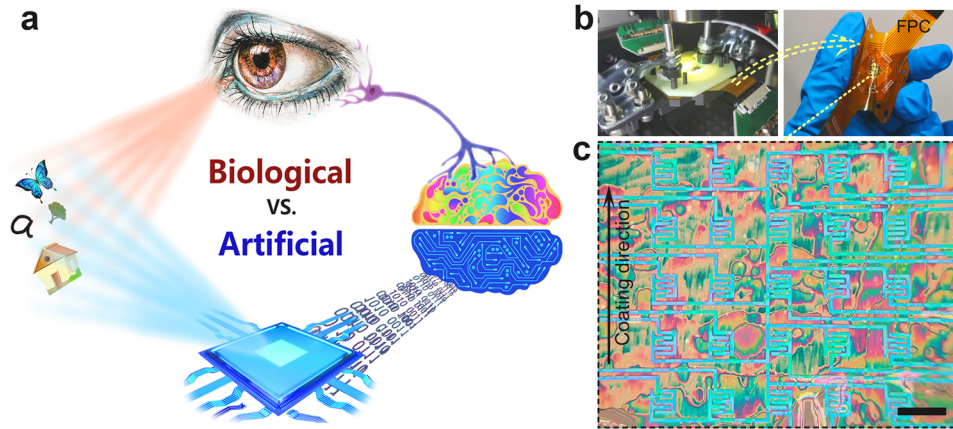 a
Biological
vs.
Artificial
a
b
FPC
c
Coating direction